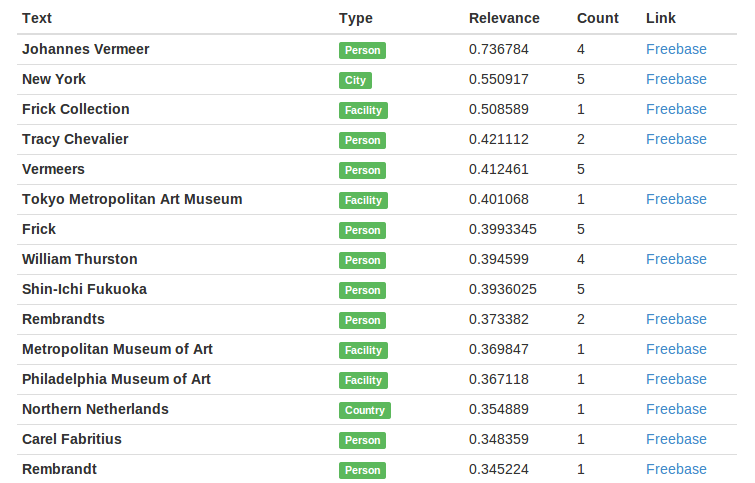 Text Type Relevance Count Link
Johannes Vermeer Person 0.736784 4 Freebase
New York City 0.550917 5 Freebase
Frick Collection Facility 0.508589 1 Freebase
Tracy Chevalier Person 0.421112 2 Freebase
Vermeers Person 0.412461 5
Tokyo Metropolitan Art Museum Facility 0.401068 1 Freebase
Frick Person 0.3993345 5
William Thurston Person 0.394599 4 Freebase
Shin-Ichi Fukuoka Person 0.3936025 5
Rembrandts Person 0.373382 2 Freebase
Metropolitan Museum of Art Facility 0.369847 1 Freebase
Philadelphia Museum of Art Facility 0.367118 1 Freebase
Northern Netherlands Country 0.354889 1 Freebase
Carel Fabritius Person 0.348359 1 Freebase
Rembrandt Person 0.345224 1 Freebase